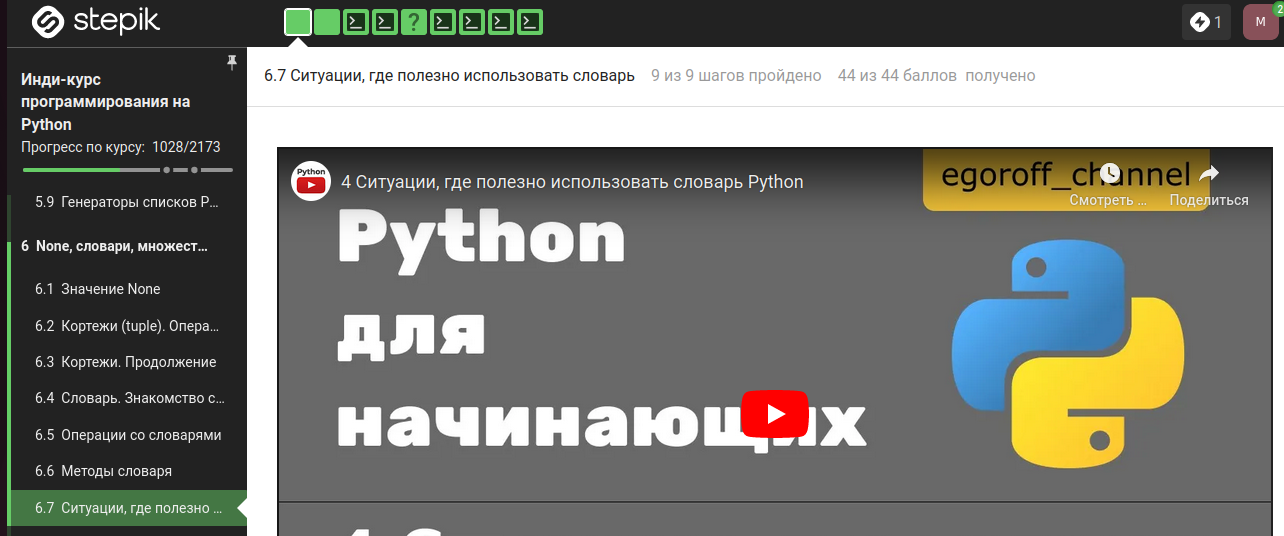 stepik
?
1
M
2
Инди-курс
программирования на
Python
Прогресс по курсу: 1028/2173
5.9 Генераторы списков P...
6 None, словари, множест...
6.1 Значение None
6.2 Кортежи (tuple). Опера...
6.3 Кортежи. Продолжение
6.4 Словарь. Знакомство с...
6.5 Операции со словарями
6.6 Методы словаря
6.7 Ситуации, где полезно ...
6.7 Ситуации, где полезно использовать словарь 9 из 9 шагов пройдено 44 из 44 баллов получено
Python
4 Ситуации, где полезно использовать словарь Python
egoroff_channel
Смотреть ...
Поделиться
Python
для
начинающих